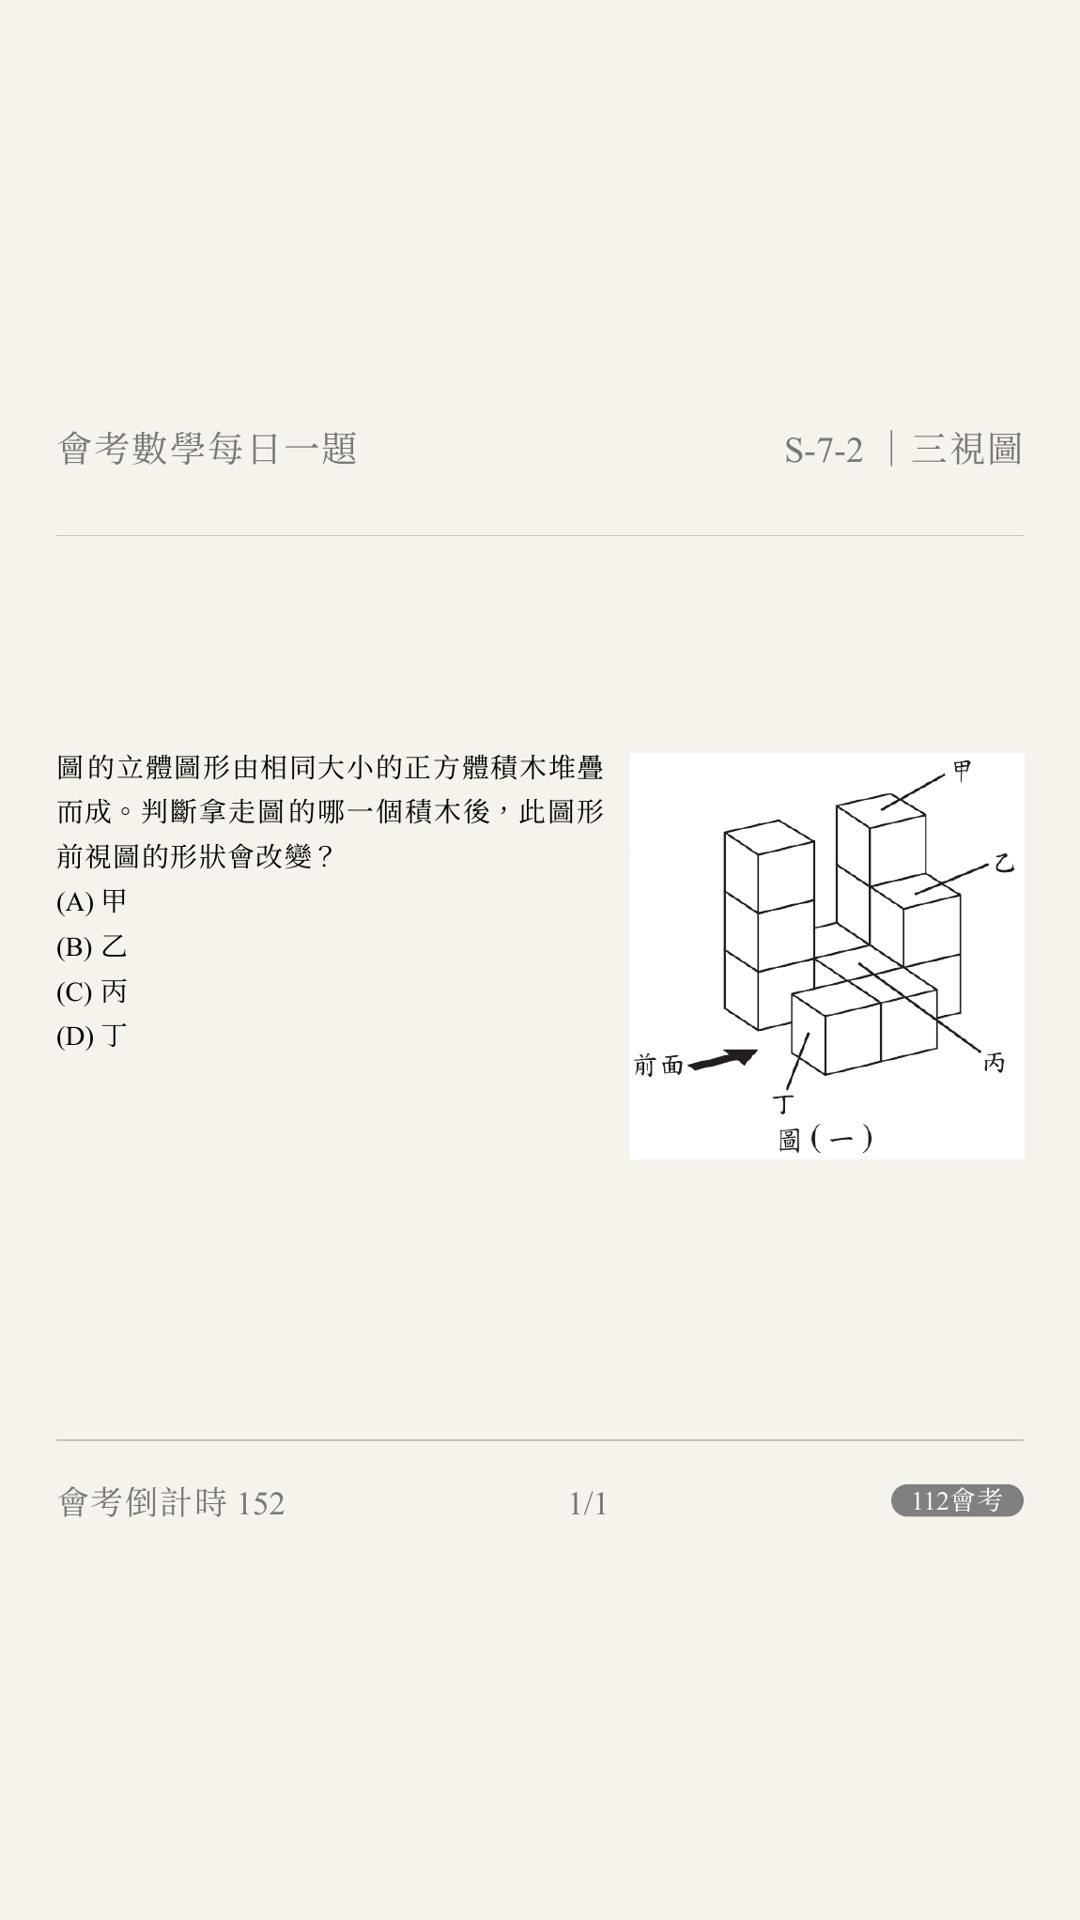 會考數學每日一題
S-7-2 ｜三視圖
圖的立體圖形由相同大小的正方體積木堆疊
而成。判斷拿走圖的哪一個積木後，此圖形
前視圖的形狀會改變？
(A) 甲
(B) 乙
(C) 丙
(D) 丁
甲
乙
丙
前面
丁
圖(一)
會考倒計時 152
1/1
112會考